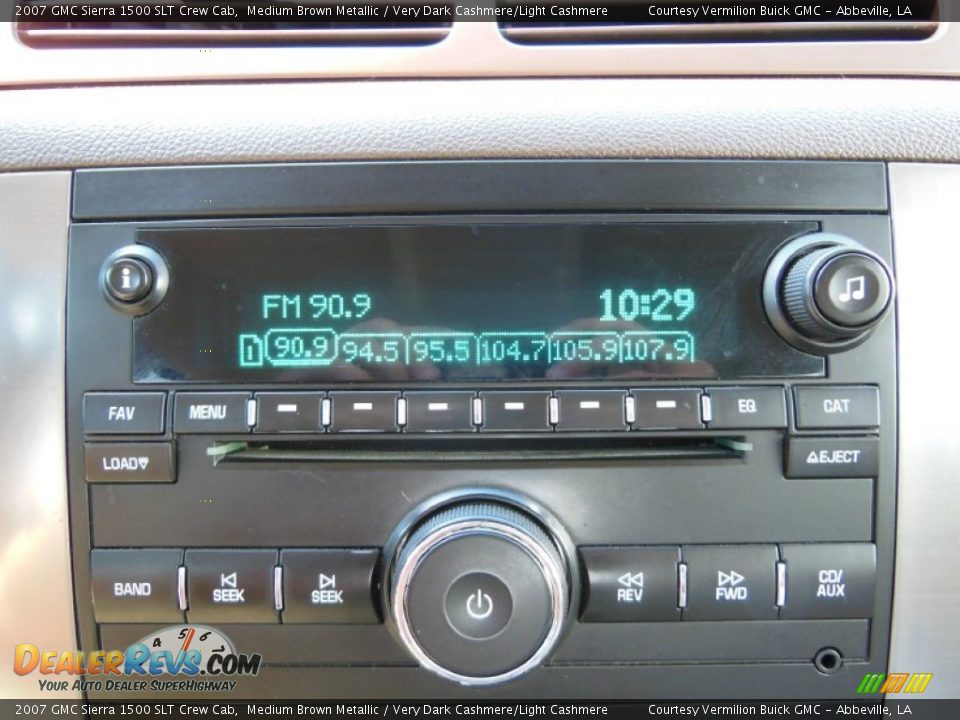 2007 GMC Sierra 1500 SLT Crew Cab, Medium Brown Metallic / Very Dark Cashmere/Light Cashmere Courtesy Vermilion Buick GMC - Abbeville, LA
i
FM 90.9 10:29
1 90.9 94.5 95.5 104.7 105.9 107.9
FAV MENU EQ CAT
LOAD EJECT
BAND SEEK SEEK REV FWD CD/
AUX
4 5 6
DealerRevs.com
Your Auto Dealer SuperHighway
2007 GMC Sierra 1500 SLT Crew Cab, Medium Brown Metallic / Very Dark Cashmere/Light Cashmere Courtesy Vermilion Buick GMC - Abbeville, LA